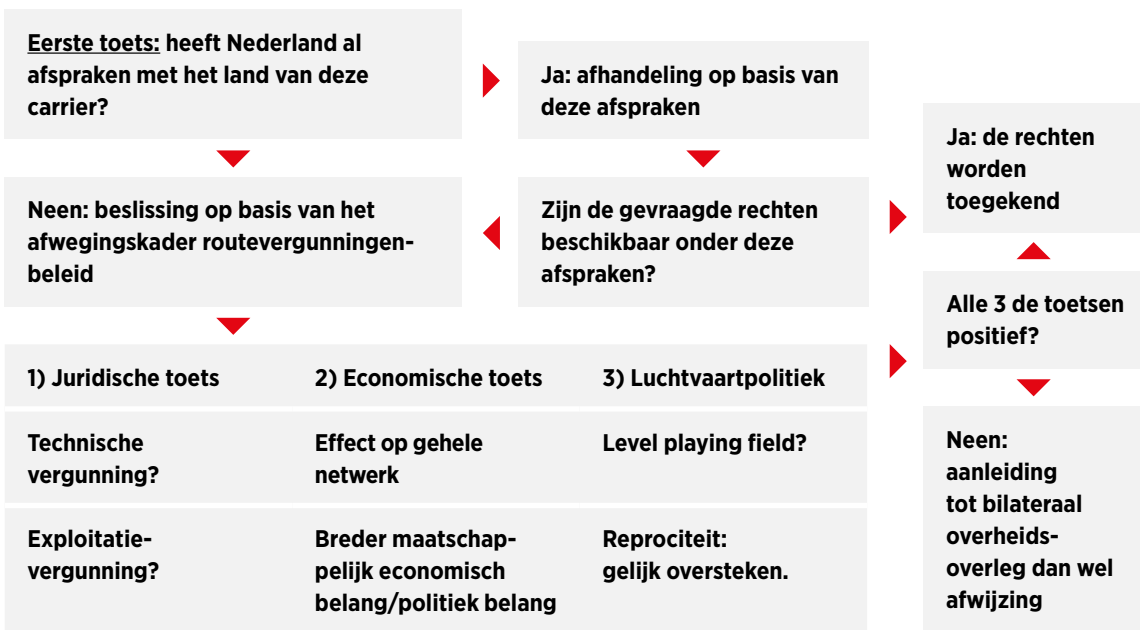 Eerste toets: heeft Nederland al
afspraken met het land van deze
carrier?
Ja: afhandeling op basis van
deze afspraken
Neen: beslissing op basis van het
afwegingskader routevergunningen-
beleid
Zijn de gevraagde rechten
beschikbaar onder deze
afspraken?
Ja: de rechten
worden
toegekend
Alle 3 de toetsen
positief?
Neen:
aanleiding
tot bilateraal
overheids-
overleg dan wel
afwijzing
1) Juridische toets
2) Economische toets
3) Luchtvaartpolitiek
Technische
vergunning?
Effect op gehele
netwerk
Level playing field?
Exploitatie-
vergunning?
Breder maatschap-
pelijk economisch
belang/politiek belang
Reprociteit:
gelijk oversteken.